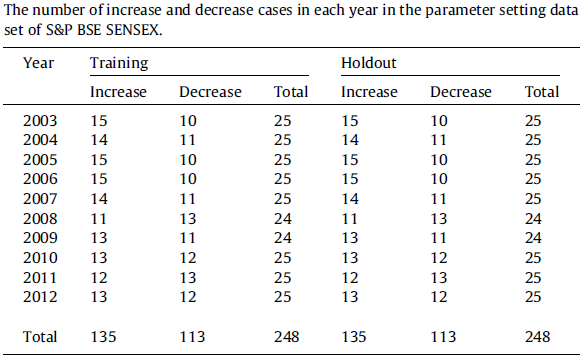 The number of increase and decrease cases in each year in the parameter setting data
set of S&P BSE SENSEX.
Year Training Holdout
Increase Decrease Total Increase Decrease Total
2003 15 10 25 15 10 25
2004 14 11 25 14 11 25
2005 15 10 25 15 10 25
2006 15 10 25 15 10 25
2007 14 11 25 14 11 25
2008 11 13 24 11 13 24
2009 13 11 24 13 11 24
2010 13 12 25 13 12 25
2011 12 13 25 12 13 25
2012 13 12 25 13 12 25
Total 135 113 248 135 113 248